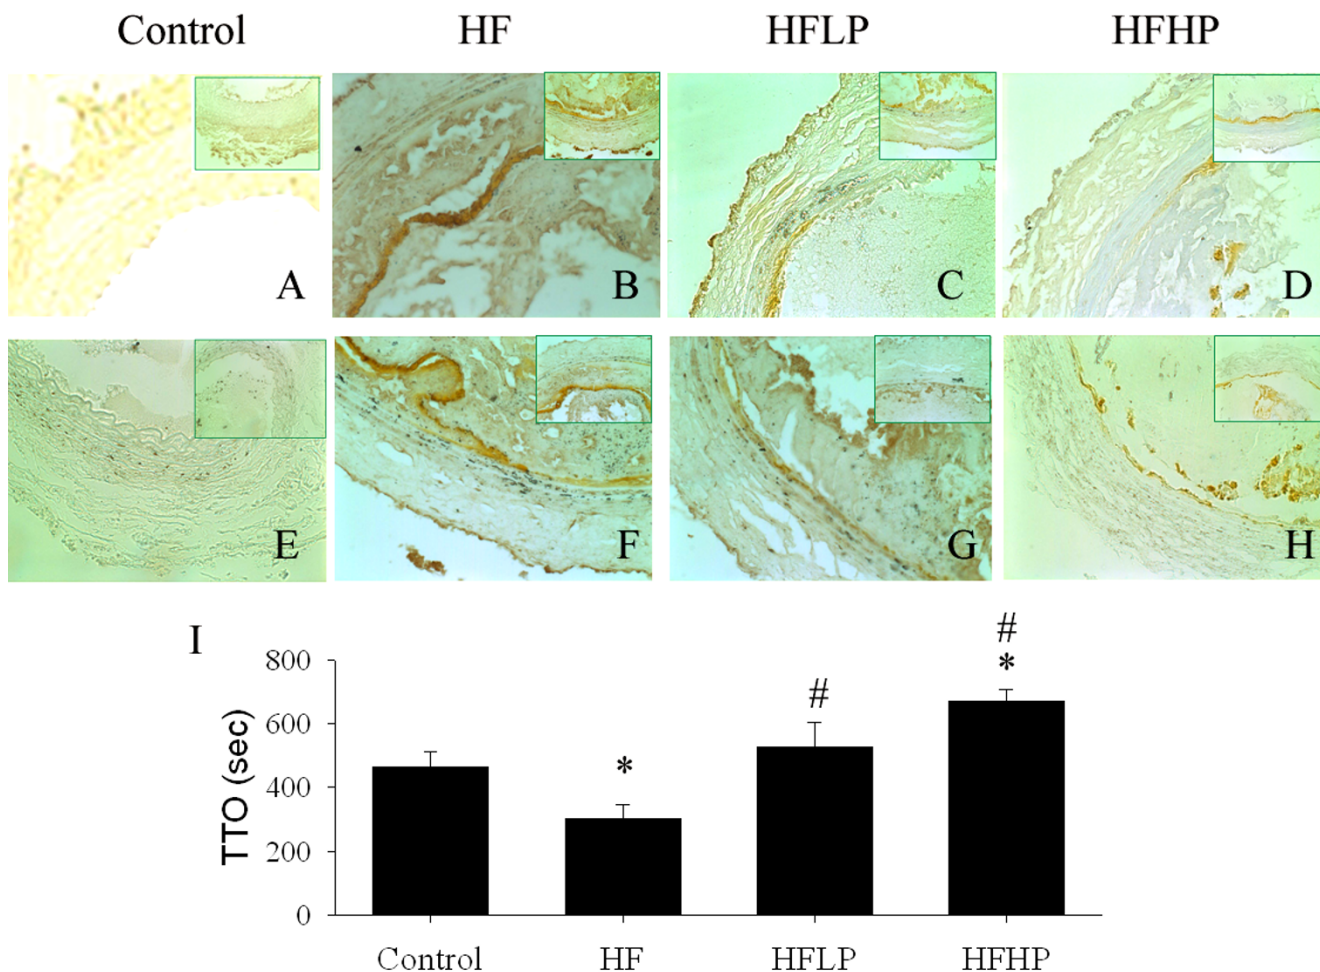 Control HF HFLP HFHP
A B C D
E F G H
I
#
800 # *
600
*
400
200
0
TTO (sec)
Control HF HFLP HFHP